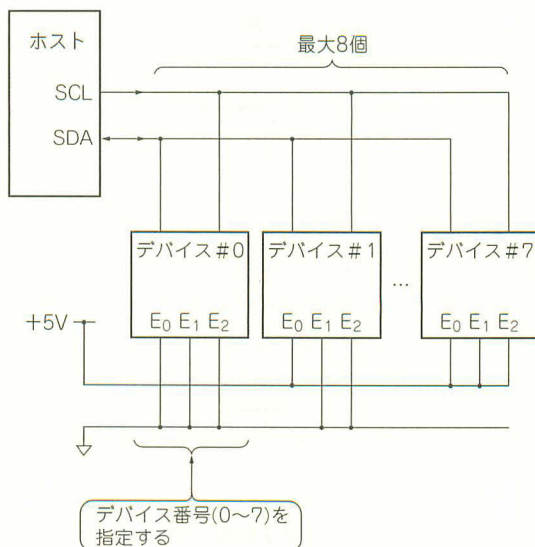 ホスト
SCL
SDA
最大8個
デバイス#0
デバイス#1
デバイス#7
…
+5V
E0 E1 E2
E0 E1 E2
E0 E1 E2
デバイス番号(0〜7)を
指定する